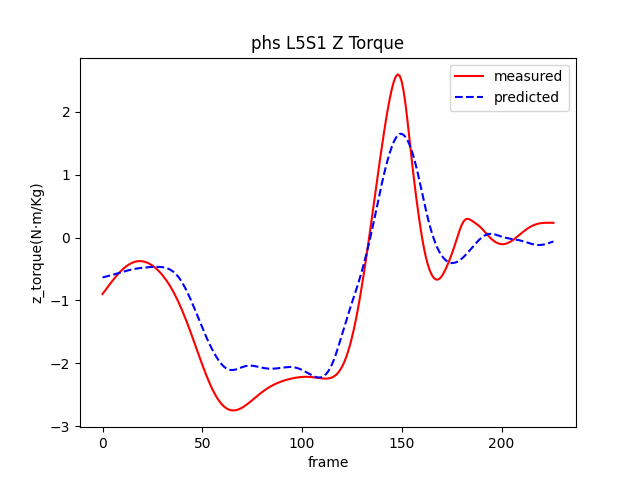 phs L5S1 Z Torque
measured
predicted
z_torque(N·m/Kg)
2
1
0
−1
−2
−3
0
50
100
150
200
frame